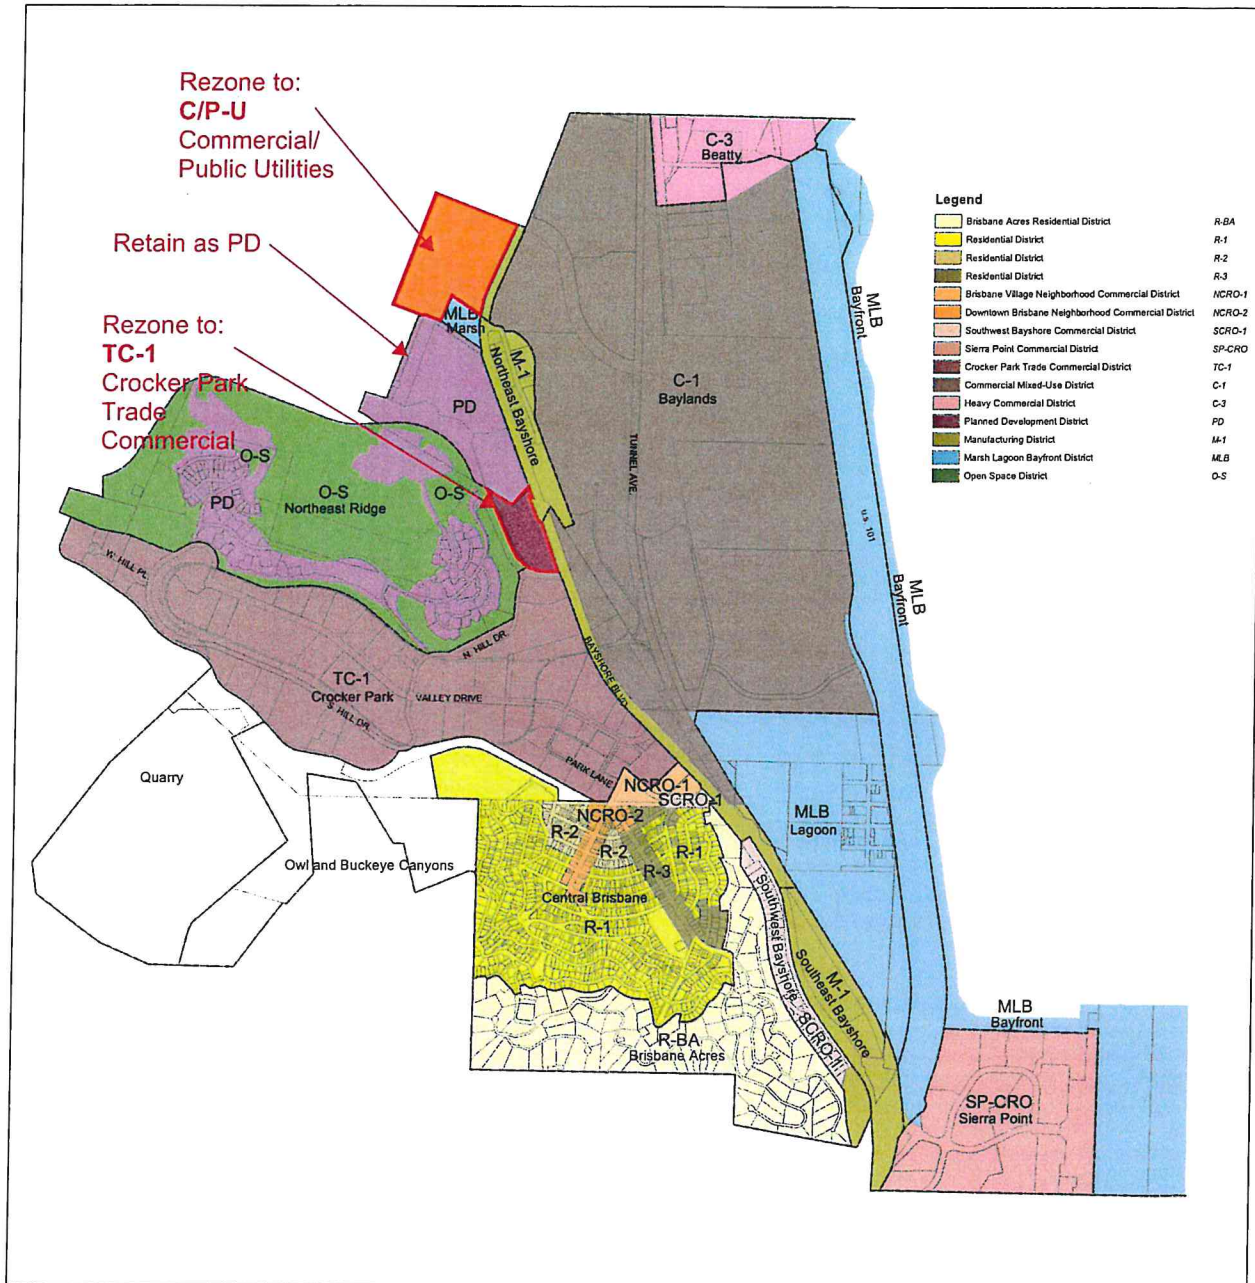 Rezone to:
C/P-U
Commercial/
Public Utilities
Retain as PD
Rezone to:
TC-1
Crocker Park
Trade
Commercial
C-3
Beatty
MLB
Bayfront
MLB
Marsh
M-1
Northeast Bayshore
C-1
Baylands
TUNNEL AVE.
PD
O-S
PD
O-S
Northeast Ridge
O-S
U.S. 101
MLB
Bayfront
W. HILL PL.
N. HILL DR.
BAYSHORE BLVD
TC-1
Crocker Park
VALLEY DRIVE
S. HILL DR.
PARK LANE
Quarry
Owl and Buckeye Canyons
NCRO-1
SCRO-1
NCRO-2
R-2
R-2
R-1
R-3
Central Brisbane
R-1
MLB
Lagoon
Southwest Bayshore
SCRO-1
M-1
Southeast Bayshore
R-BA
Brisbane Acres
MLB
Bayfront
SP-CRO
Sierra Point
Legend
Brisbane Acres Residential District R-BA
Residential District R-1
Residential District R-2
Residential District R-3
Brisbane Village Neighborhood Commercial District NCRO-1
Downtown Brisbane Neighborhood Commercial District NCRO-2
Southwest Bayshore Commercial District SCRO-1
Sierra Point Commercial District SP-CRO
Crocker Park Trade Commercial District TC-1
Commercial Mixed-Use District C-1
Heavy Commercial District C-3
Planned Development District PD
Manufacturing District M-1
Marsh Lagoon Bayfront District MLB
Open Space District O-S